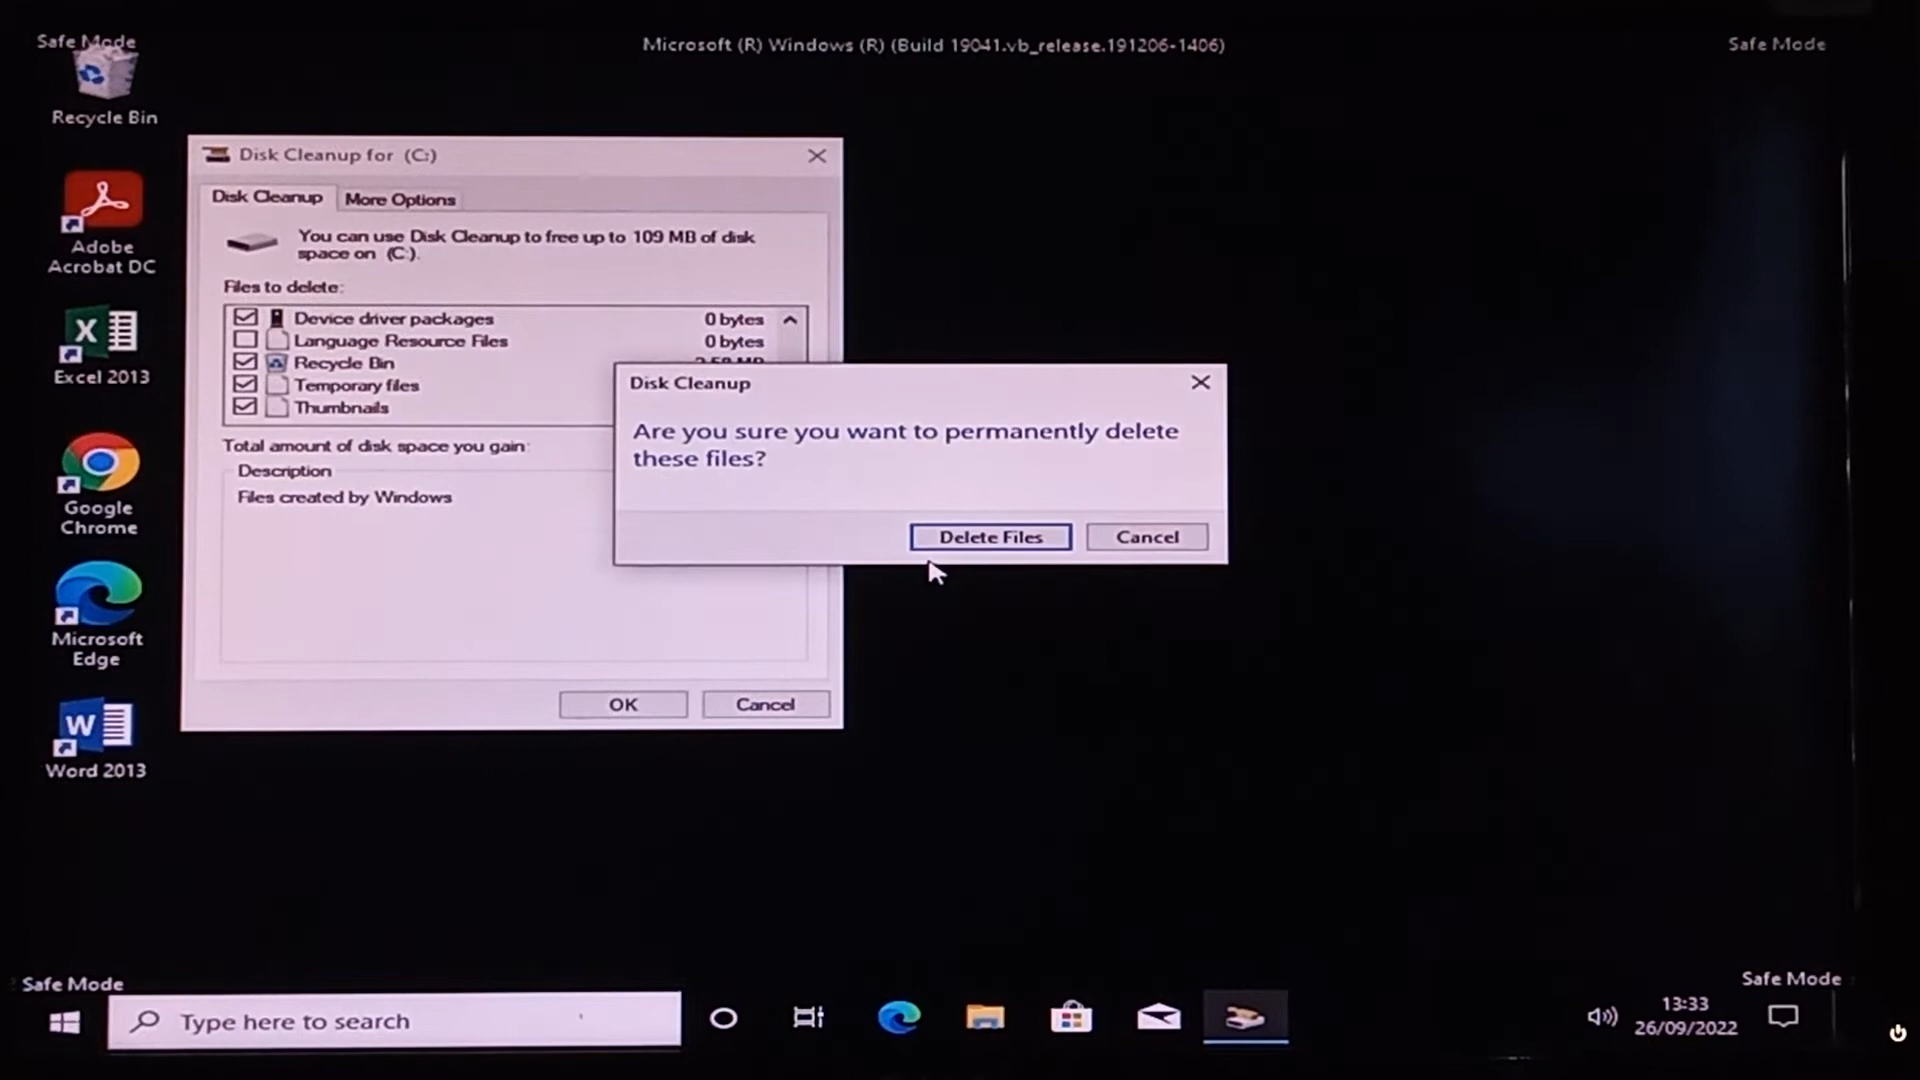 Safe Mode
Microsoft (R) Windows (R) (Build 19041.vb_release.191206-1406)
Safe Mode
Recycle Bin
Adobe
Acrobat DC
Excel 2013
Google
Chrome
Microsoft
Edge
Word 2013
Disk Cleanup for (C:)
Disk Cleanup
More Options
You can use Disk Cleanup to free up to 109 MB of disk
space on (C:).
Files to delete:
Device driver packages 0 bytes
Language Resource Files 0 bytes
Recycle Bin
Temporary files
Thumbnails
Total amount of disk space you gain:
Description
Files created by Windows
OK
Cancel
Disk Cleanup
Are you sure you want to permanently delete
these files?
Delete Files
Cancel
Safe Mode
Safe Mode
Type here to search
13:33
26/09/2022